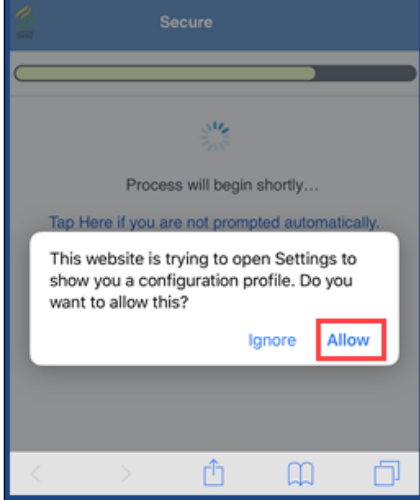 Secure
Process will begin shortly...
Tap Here if you are not prompted automatically.
This website is trying to open Settings to
show you a configuration profile. Do you
want to allow this?
Ignore
Allow